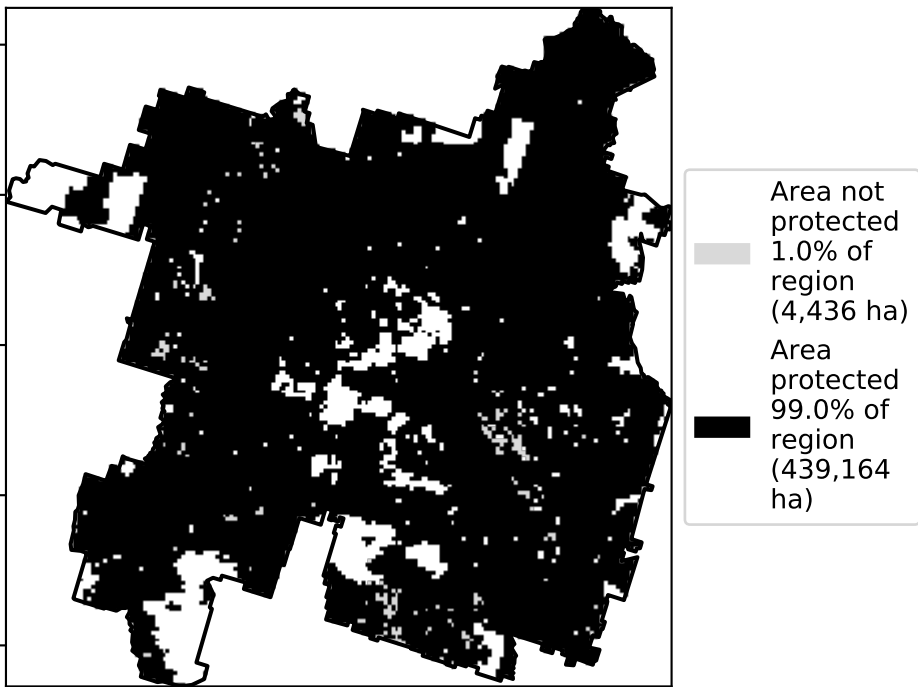 Area not
protected
1.0% of
region
(4,436 ha)
Area
protected
99.0% of
region
(439,164
ha)